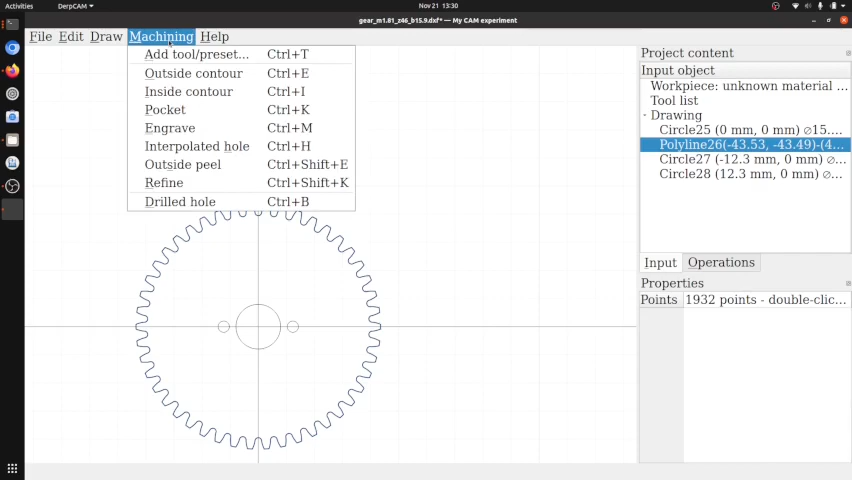 Activities DerpCAM Nov 21 13:30
gear_m1.81_z46_b15.9.dxf* — My CAM experiment
File Edit Draw Machining Help
Add tool/preset... Ctrl+T
Outside contour Ctrl+E
Inside contour Ctrl+I
Pocket Ctrl+K
Engrave Ctrl+M
Interpolated hole Ctrl+H
Outside peel Ctrl+Shift+E
Refine Ctrl+Shift+K
Drilled hole Ctrl+B
Project content
Input object
Workpiece: unknown material ...
Tool list
Drawing
Circle25 (0 mm, 0 mm) ⌀15....
Polyline26(-43.53, -43.49)-(4...
Circle27 (-12.3 mm, 0 mm) ⌀...
Circle28 (12.3 mm, 0 mm) ⌀...
Input Operations
Properties
Points 1932 points - double-clic...